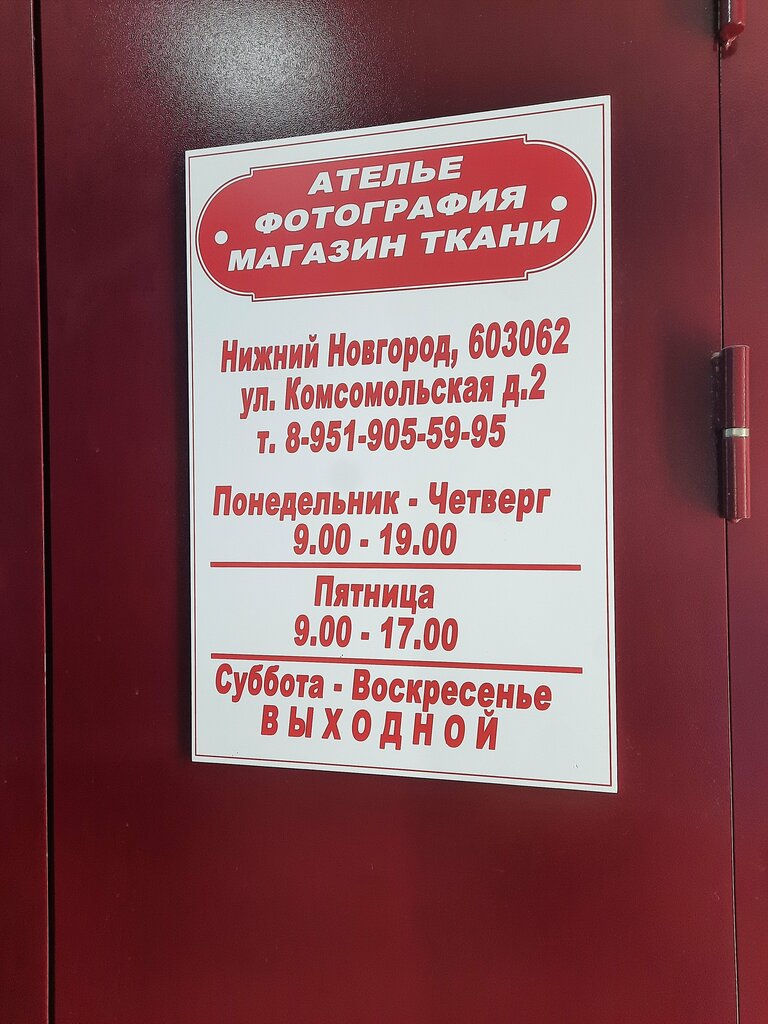 АТЕЛЬЕ
ФОТОГРАФИЯ
МАГАЗИН ТКАНИ
Нижний Новгород, 603062
ул. Комсомольская д.2
т. 8-951-905-59-95
Понедельник - Четверг
9.00 - 19.00
Пятница
9.00 - 17.00
Суббота - Воскресенье
ВЫХОДНОЙ